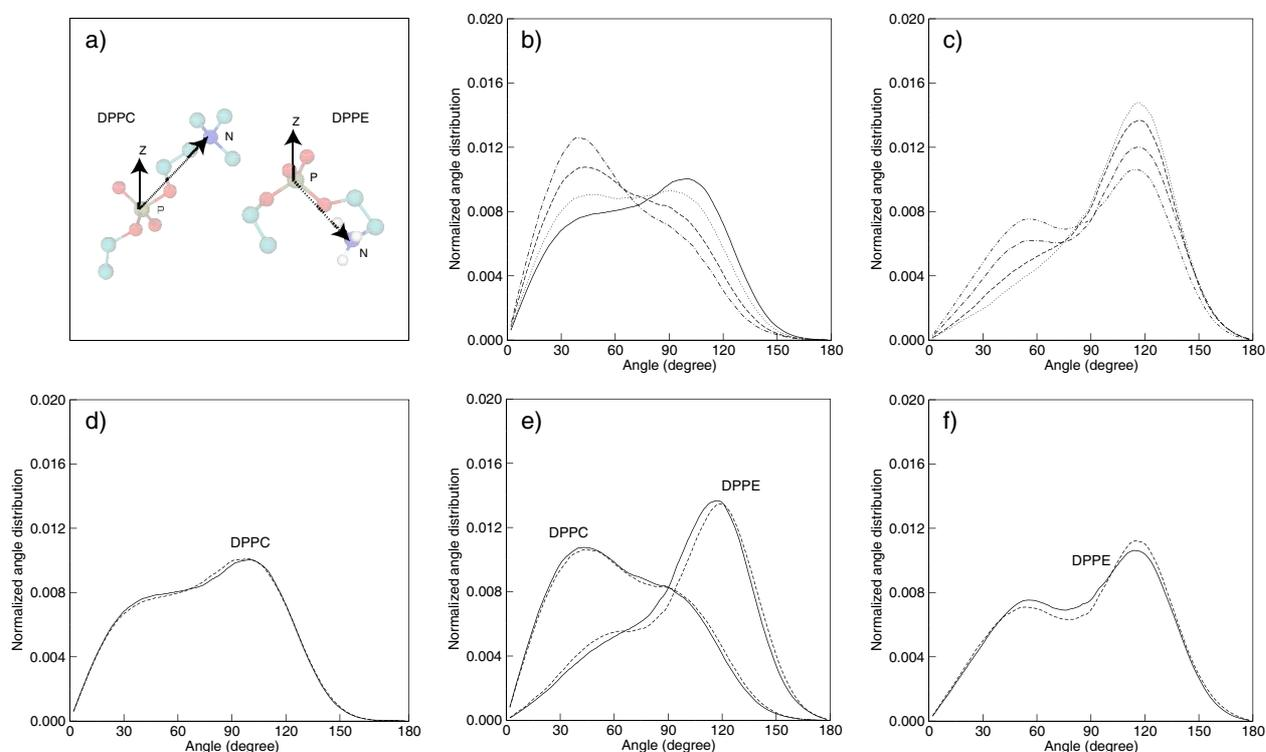 a)
DPPC
Z
N
P
Z
DPPE
P
N
b)
Normalized angle distribution
0.020
0.016
0.012
0.008
0.004
0.000
0 30 60 90 120 150 180
Angle (degree)
c)
Normalized angle distribution
0.020
0.016
0.012
0.008
0.004
0.000
0 30 60 90 120 150 180
Angle (degree)
d)
Normalized angle distribution
0.020
0.016
0.012
0.008
0.004
0.000
DPPC
0 30 60 90 120 150 180
Angle (degree)
e)
Normalized angle distribution
0.020
0.016
0.012
0.008
0.004
0.000
DPPE
DPPC
0 30 60 90 120 150 180
Angle (degree)
f)
Normalized angle distribution
0.020
0.016
0.012
0.008
0.004
0.000
DPPE
0 30 60 90 120 150 180
Angle (degree)